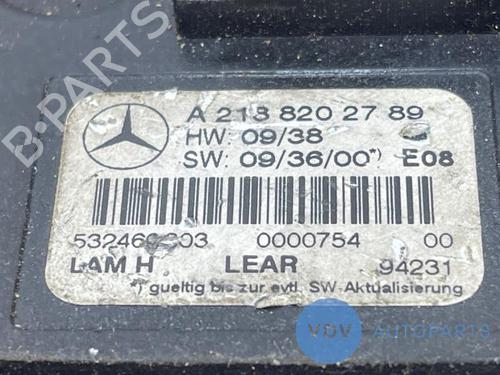 A 213 820 27 89
HW: 09/38
SW: 09/36/00*) E08
0000754 00
LAM H LEAR 94231
*) gueltig bis zur evtl. SW-Aktualisierung
B-PARTS
VDV AUTOPARTS